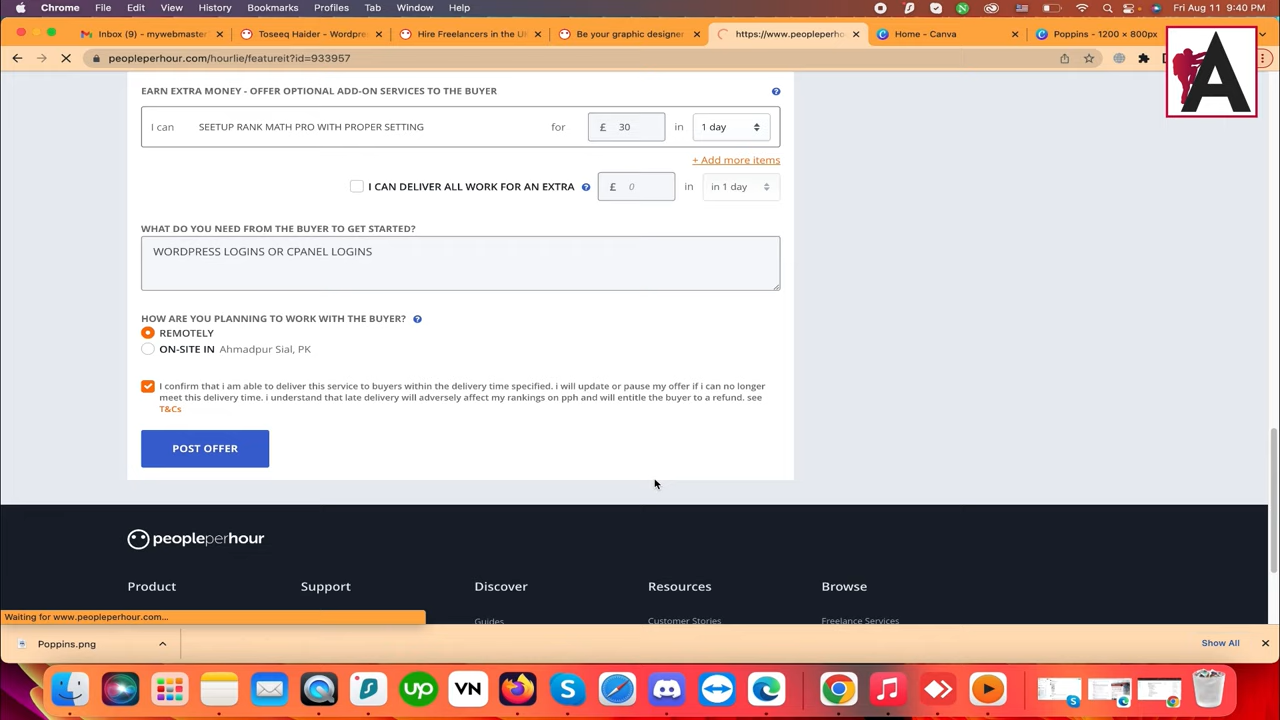 Chrome File Edit View History Bookmarks Profiles Tab Window Help Fri Aug 11 9:40 PM
Inbox (9) - mywebmaster Toseeq Haider - Wordpres Hire Freelancers in the U Be your graphic designer https://www.peopleperho Home - Canva Poppins - 1200 × 800px
peopleperhour.com/hourlie/featureit?id=933957
A
EARN EXTRA MONEY - OFFER OPTIONAL ADD-ON SERVICES TO THE BUYER
I can SEETUP RANK MATH PRO WITH PROPER SETTING for £ 30 in 1 day
+ Add more items
I CAN DELIVER ALL WORK FOR AN EXTRA £ 0 in in 1 day
WHAT DO YOU NEED FROM THE BUYER TO GET STARTED?
WORDPRESS LOGINS OR CPANEL LOGINS
HOW ARE YOU PLANNING TO WORK WITH THE BUYER?
REMOTELY
ON-SITE IN Ahmadpur Sial, PK
I confirm that i am able to deliver this service to buyers within the delivery time specified. i will update or pause my offer if i can no longer
meet this delivery time. i understand that late delivery will adversely affect my rankings on pph and will entitle the buyer to a refund. see
T&Cs
POST OFFER
peopleperhour
Product Support Discover Resources Browse
Guides Customer Stories Freelance Services
Waiting for www.peopleperhour.com...
Poppins.png Show All
up VN